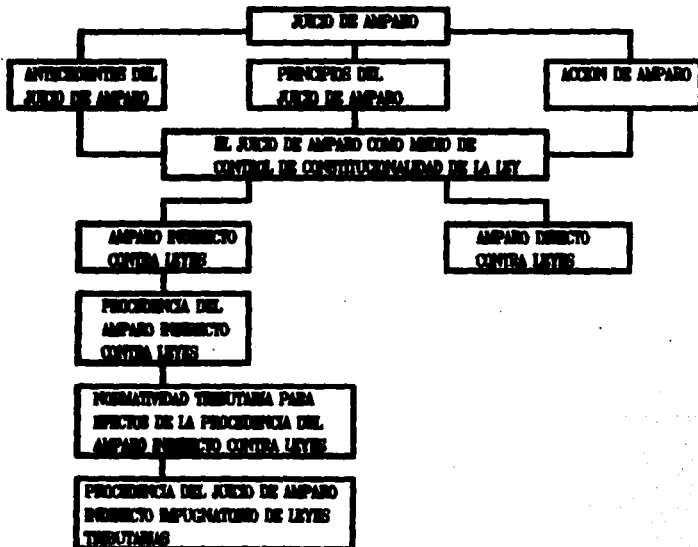 JUICIO DE AMPARO
ANTECEDENTES DEL
JUICIO DE AMPARO
PRINCIPIOS DEL
JUICIO DE AMPARO
ACCION DE AMPARO
EL JUICIO DE AMPARO COMO MEDIO DE
CONTROL DE CONSTITUCIONALIDAD DE LA LEY
AMPARO INDIRECTO
CONTRA LEYES
AMPARO DIRECTO
CONTRA LEYES
PROCEDENCIA DEL
AMPARO INDIRECTO
CONTRA LEYES
NORMATIVIDAD TRIBUTARIA PARA
EFECTOS DE LA PROCEDENCIA DEL
AMPARO INDIRECTO CONTRA LEYES
PROCEDENCIA DEL JUICIO DE AMPARO
INDIRECTO IMPUGNATORIO DE LEYES
TRIBUTARIAS